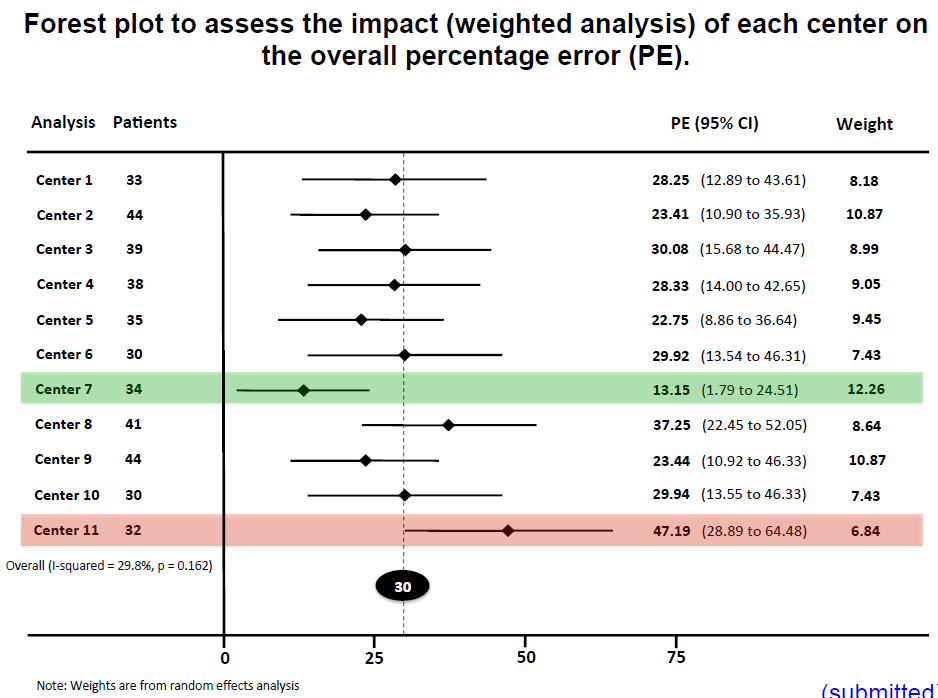 Forest plot to assess the impact (weighted analysis) of each center on
the overall percentage error (PE).
Analysis Patients PE (95% CI) Weight
Center 1 33 28.25 (12.89 to 43.61) 8.18
Center 2 44 23.41 (10.90 to 35.93) 10.87
Center 3 39 30.08 (15.68 to 44.47) 8.99
Center 4 38 28.33 (14.00 to 42.65) 9.05
Center 5 35 22.75 (8.86 to 36.64) 9.45
Center 6 30 29.92 (13.54 to 46.31) 7.43
Center 7 34 13.15 (1.79 to 24.51) 12.26
Center 8 41 37.25 (22.45 to 52.05) 8.64
Center 9 44 23.44 (10.92 to 46.33) 10.87
Center 10 30 29.94 (13.55 to 46.33) 7.43
Center 11 32 47.19 (28.89 to 64.48) 6.84
Overall (I-squared = 29.8%, p = 0.162)
30
0 25 50 75
Note: Weights are from random effects analysis
(submitted)